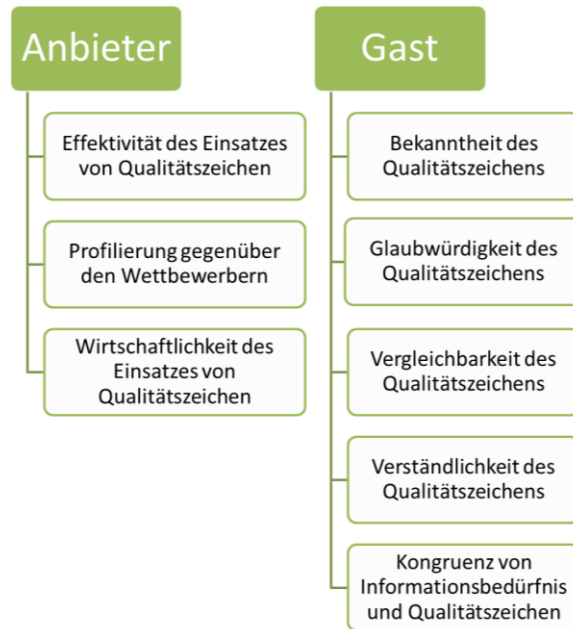 Anbieter
Effektivität des Einsatzes
von Qualitätszeichen
Profilierung gegenüber
den Wettbewerbern
Wirtschaftlichkeit des
Einsatzes von
Qualitätszeichen
Gast
Bekanntheit des
Qualitätszeichens
Glaubwürdigkeit des
Qualitätszeichens
Vergleichbarkeit des
Qualitätszeichens
Verständlichkeit des
Qualitätszeichens
Kongruenz von
Informationsbedürfnis
und Qualitätszeichen